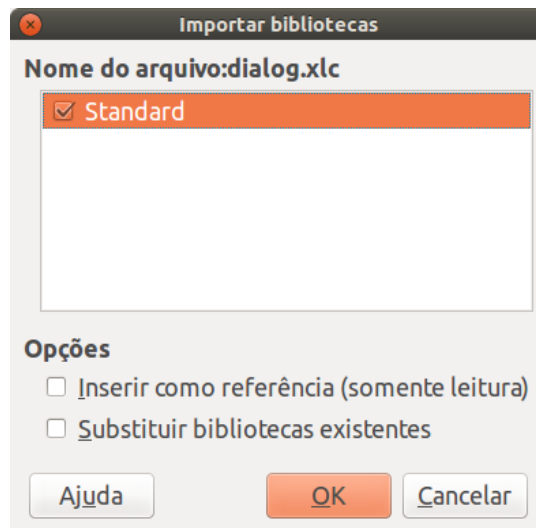 Importar bibliotecas
Nome do arquivo:dialog.xlc
Standard
Opções
Inserir como referência (somente leitura)
Substituir bibliotecas existentes
Ajuda OK Cancelar